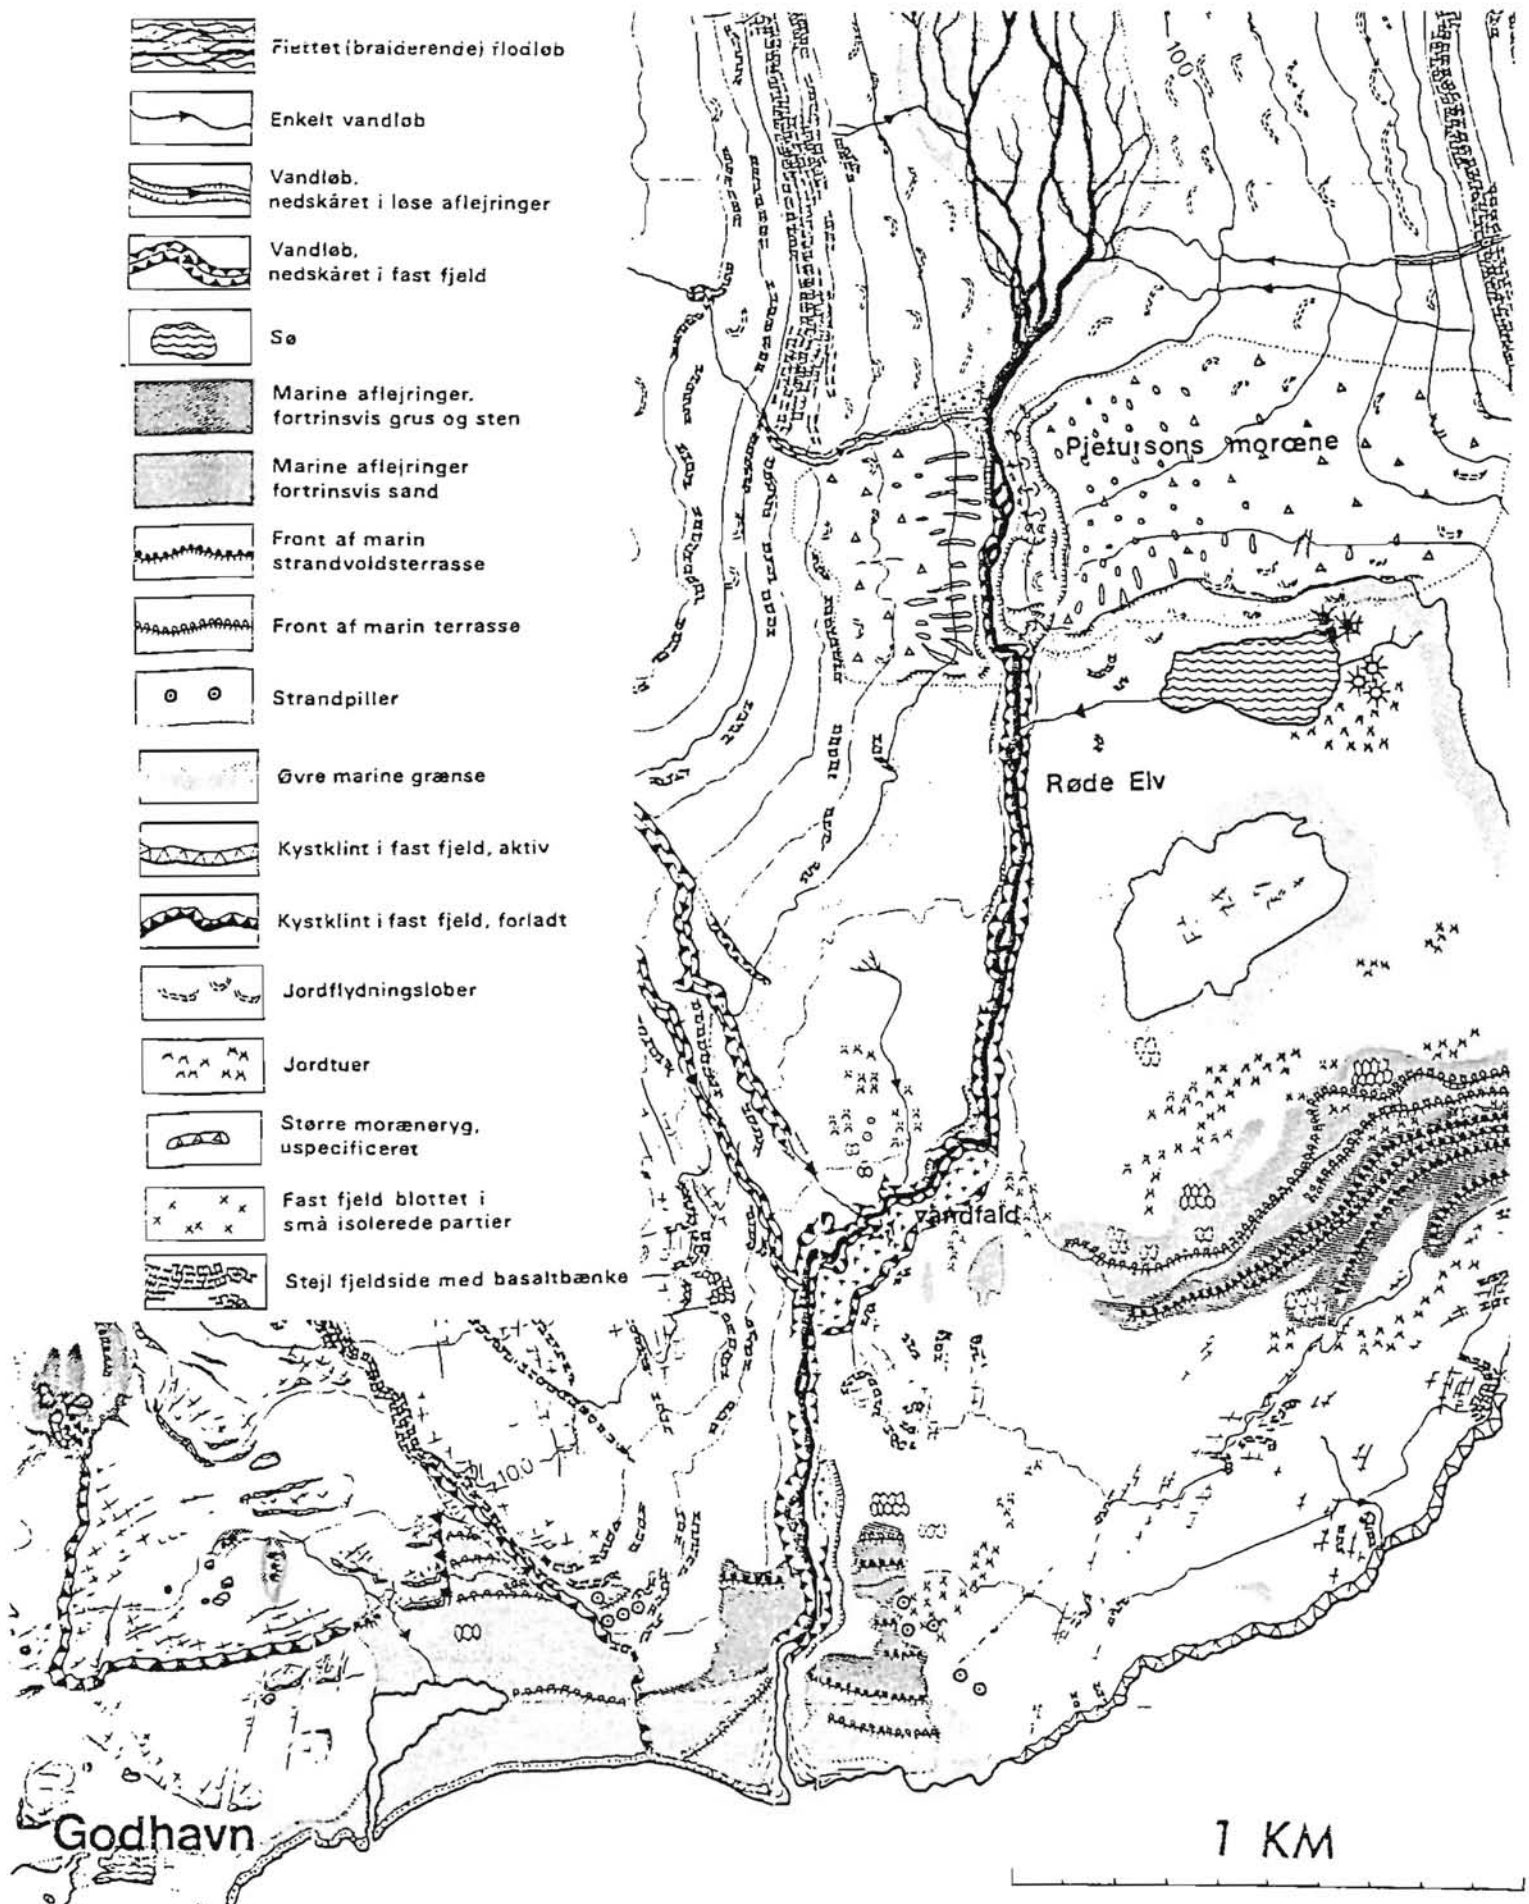 Flettet (braiderende) flodløb
Enkelt vandløb
Vandløb.
nedskåret i løse aflejringer
Vandløb,
nedskåret i fast fjeld
Sø
Marine aflejringer.
fortrinsvis grus og sten
Marine aflejringer
fortrinsvis sand
Front af marin
strandvoldsterrasse
Front af marin terrasse
Strandpiller
Øvre marine grænse
Kystklint i fast fjeld, aktiv
Kystklint i fast fjeld, forladt
Jordflydningslober
Jordtuer
Større moræneryg,
uspecificeret
Fast fjeld blottet i
små isolerede partier
Stejl fjeldside med basaltbænke
100
Pjetursons moræne
Røde Elv
vandfald
100
Godhavn
1 KM